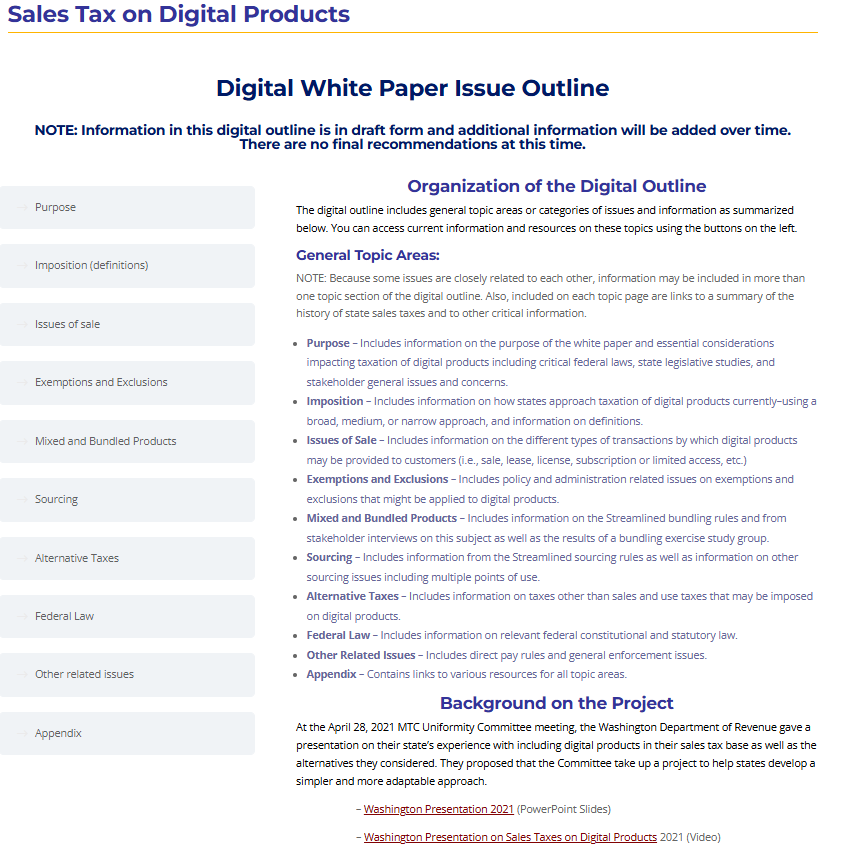 Sales Tax on Digital Products
Digital White Paper Issue Outline
NOTE: Information in this digital outline is in draft form and additional information will be added over time.
There are no final recommendations at this time.
Purpose
Imposition (definitions)
Issues of sale
Exemptions and Exclusions
Mixed and Bundled Products
Sourcing
Alternative Taxes
Federal Law
Other related issues
Appendix
Organization of the Digital Outline
The digital outline includes general topic areas or categories of issues and information as summarized
below. You can access current information and resources on these topics using the buttons on the left.
General Topic Areas:
NOTE: Because some issues are closely related to each other, information may be included in more than
one topic section of the digital outline. Also, included on each topic page are links to a summary of the
history of state sales taxes and to other critical information.
• Purpose – Includes information on the purpose of the white paper and essential considerations
impacting taxation of digital products including critical federal laws, state legislative studies, and
stakeholder general issues and concerns.
• Imposition – Includes information on how states approach taxation of digital products currently–using a
broad, medium, or narrow approach, and information on definitions.
• Issues of Sale – Includes information on the different types of transactions by which digital products
may be provided to customers (i.e., sale, lease, license, subscription or limited access, etc.)
• Exemptions and Exclusions – Includes policy and administration related issues on exemptions and
exclusions that might be applied to digital products.
• Mixed and Bundled Products – Includes information on the Streamlined bundling rules and from
stakeholder interviews on this subject as well as the results of a bundling exercise study group.
• Sourcing – Includes information from the Streamlined sourcing rules as well as information on other
sourcing issues including multiple points of use.
• Alternative Taxes – Includes information on taxes other than sales and use taxes that may be imposed
on digital products.
• Federal Law – Includes information on relevant federal constitutional and statutory law.
• Other Related Issues – Includes direct pay rules and general enforcement issues.
• Appendix – Contains links to various resources for all topic areas.
Background on the Project
At the April 28, 2021 MTC Uniformity Committee meeting, the Washington Department of Revenue gave a
presentation on their state's experience with including digital products in their sales tax base as well as the
alternatives they considered. They proposed that the Committee take up a project to help states develop a
simpler and more adaptable approach.
– Washington Presentation 2021 (PowerPoint Slides)
– Washington Presentation on Sales Taxes on Digital Products 2021 (Video)